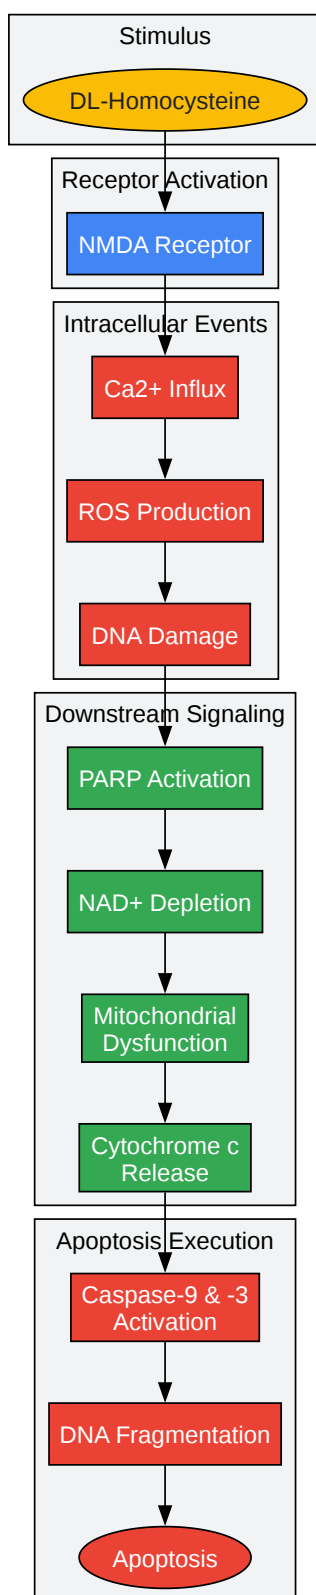 Stimulus
DL-Homocysteine
Receptor Activation
NMDA Receptor
Intracellular Events
Ca2+ Influx
ROS Production
DNA Damage
Downstream Signaling
PARP Activation
NAD+ Depletion
Mitochondrial
Dysfunction
Cytochrome c
Release
Apoptosis Execution
Caspase-9 & -3
Activation
DNA Fragmentation
Apoptosis